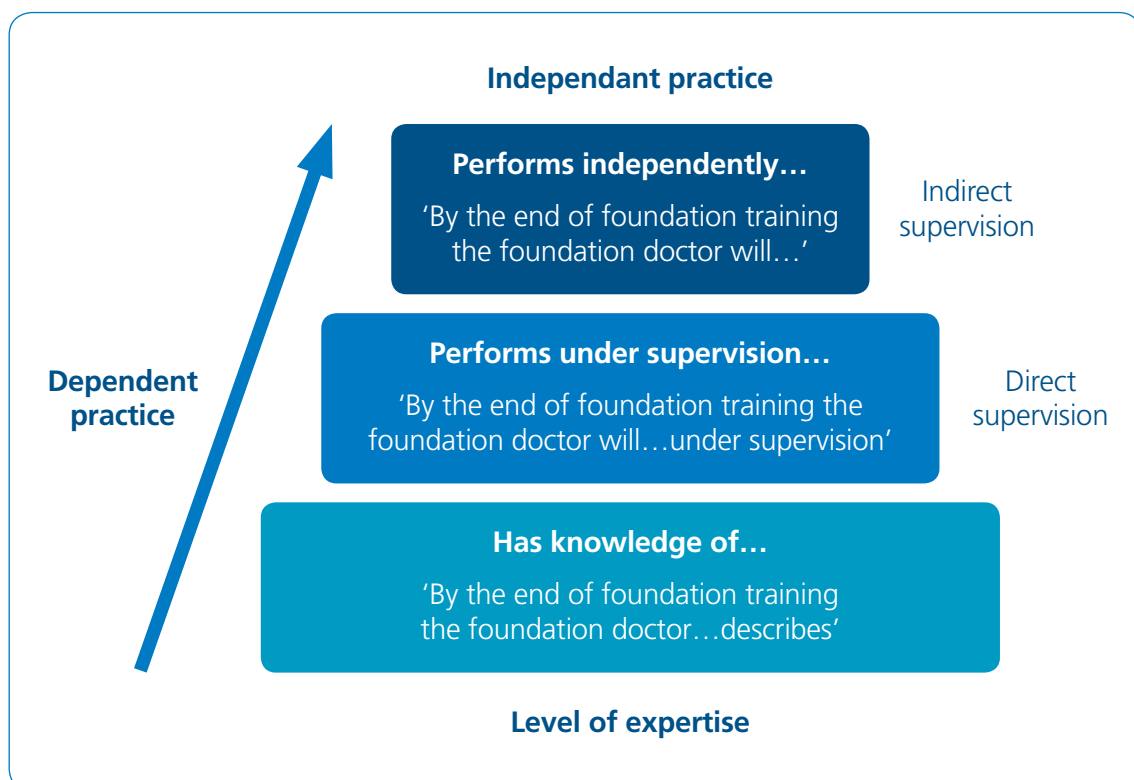 Independant practice
Performs independently…
‘By the end of foundation training
the foundation doctor will…’
Indirect
supervision
Performs under supervision…
‘By the end of foundation training the
foundation doctor will…under supervision’
Direct
supervision
Dependent
practice
Has knowledge of…
‘By the end of foundation training
the foundation doctor…describes’
Level of expertise